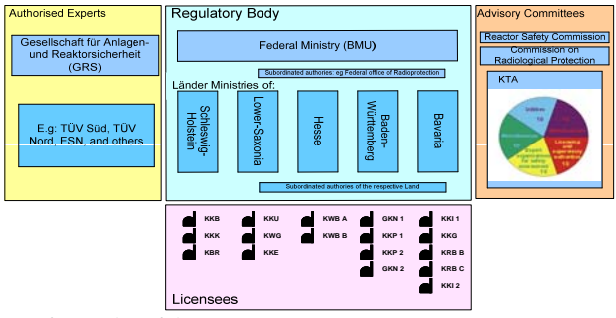 Authorised Experts
Gesellschaft für Anlagen-
und Reaktorsicherheit
(GRS)
E.g: TÜV Süd, TÜV
Nord, ESN, and others
Regulatory Body
Federal Ministry (BMU)
Subordinated authories: eg Federal office of Radioprotection
Länder Ministries of:
Schleswig-
Holstein
Lower-Saxonia
Hesse
Baden-
Württemberg
Bavaria
Subordinated authories of the respective Land
Advisory Committees
Reactor Safety Commission
Commission on
Radiological Protection
KTA
KKB
KKK
KBR
KKU
KWG
KKE
KWB A
KWB B
GKN 1
KKP 1
KKP 2
GKN 2
KKI 1
KKG
KRB B
KRB C
KKI 2
Licensees